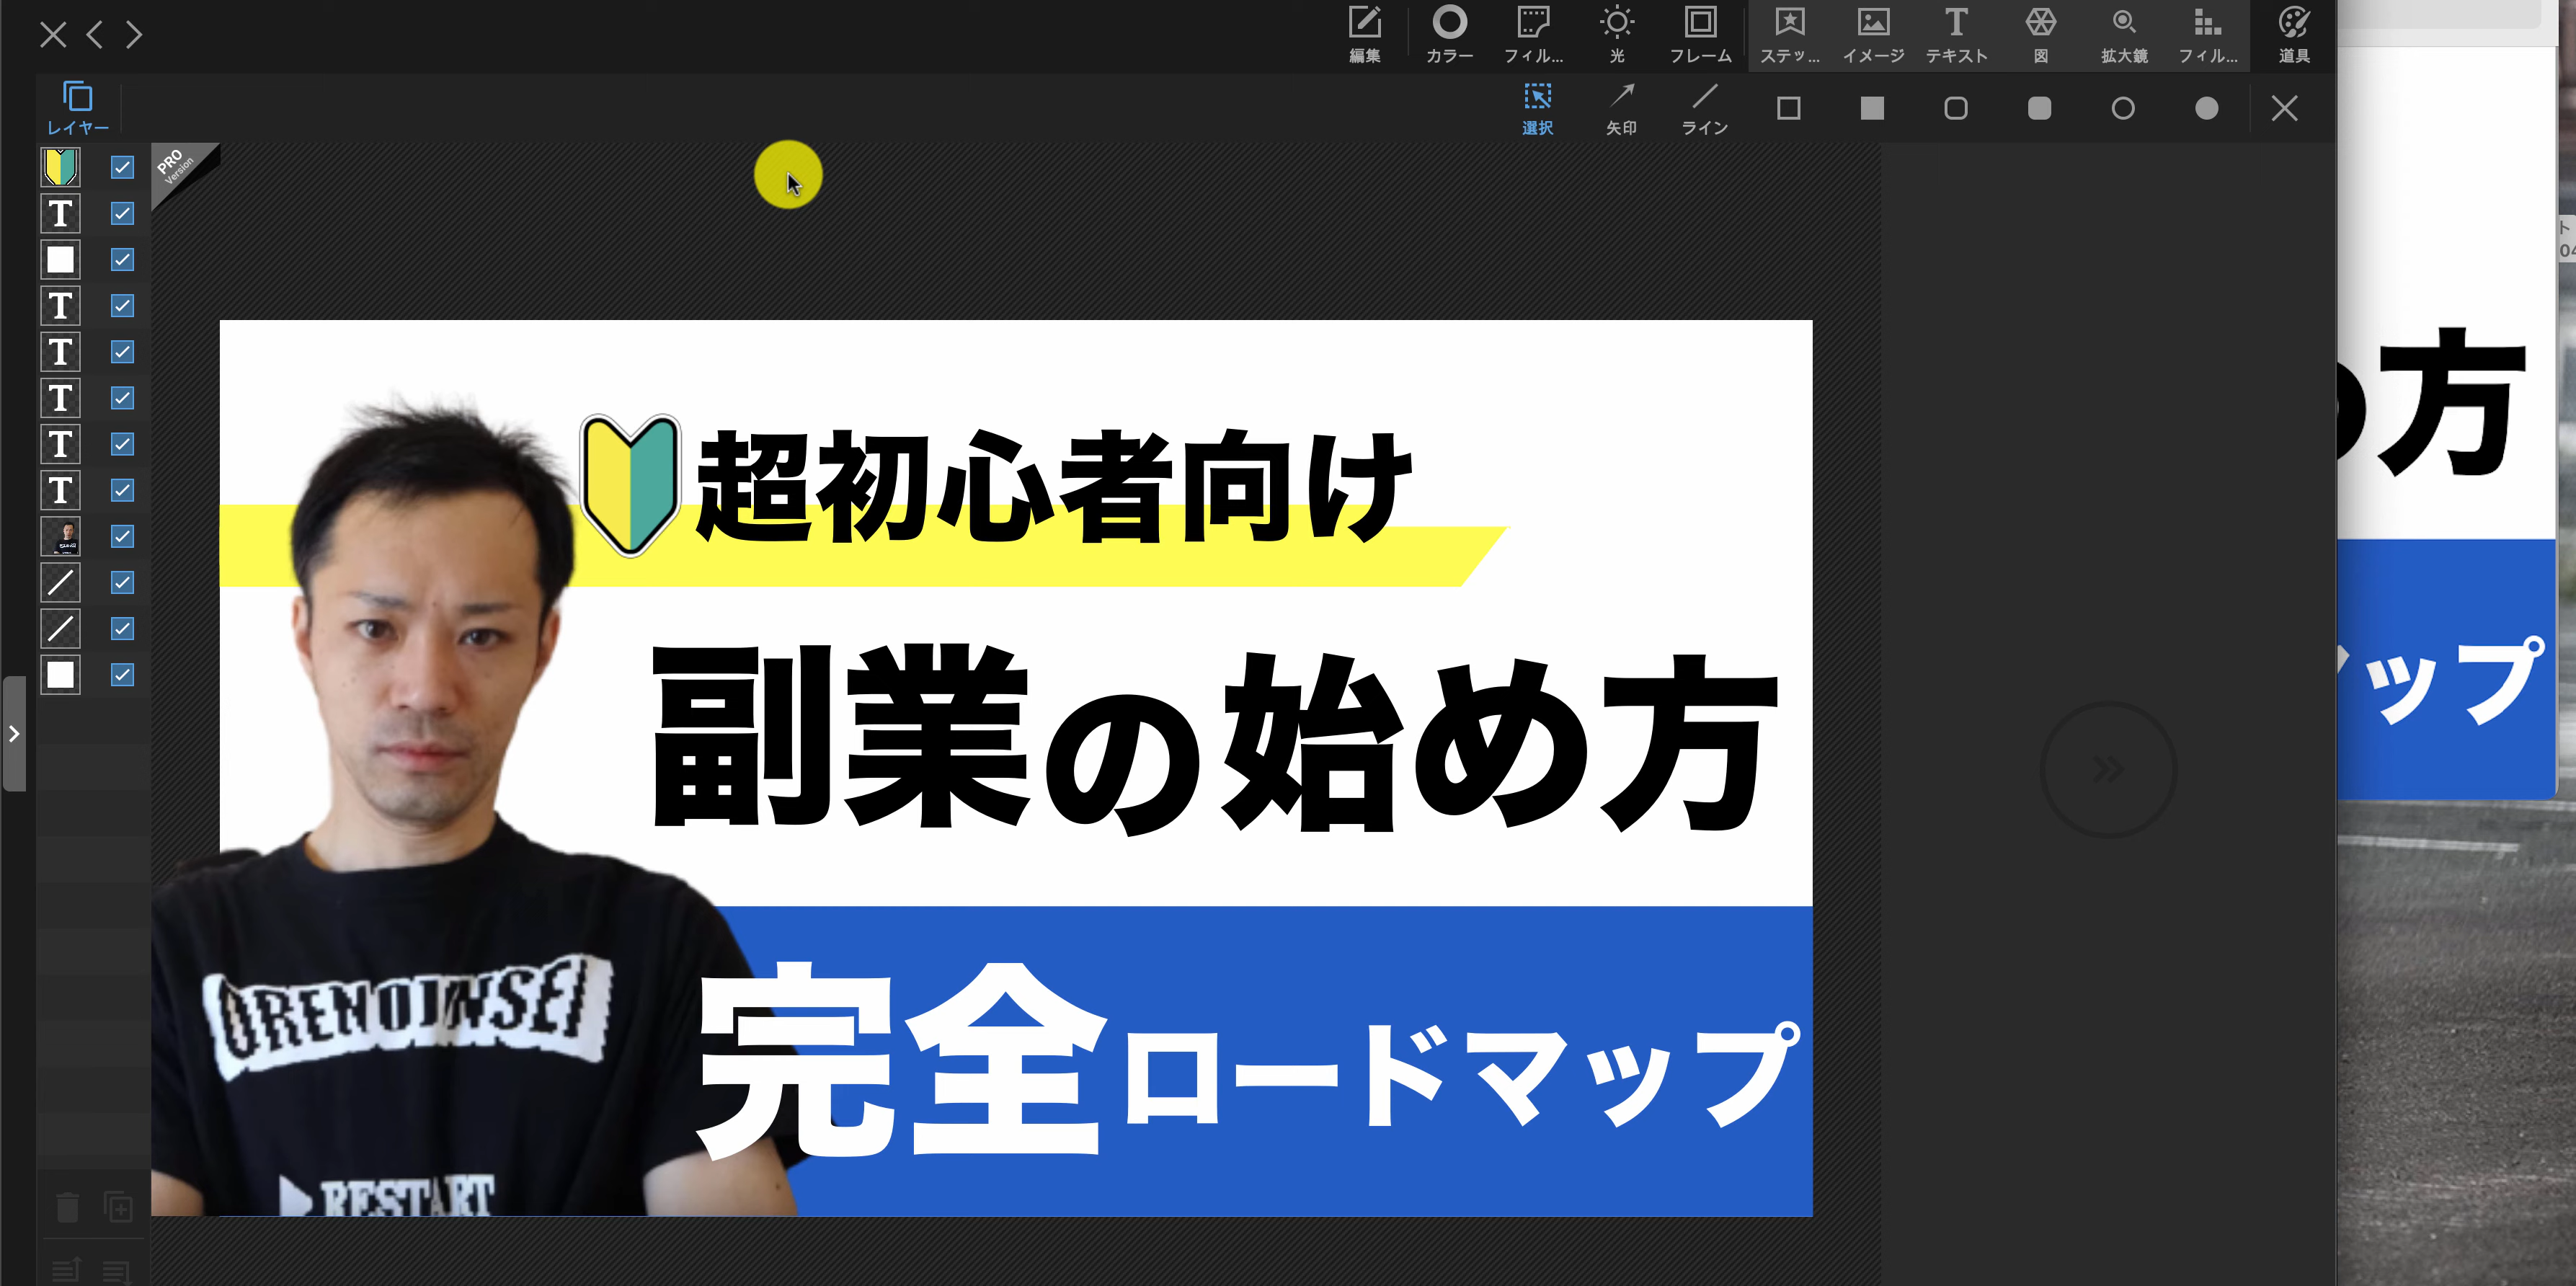 編集
カラー
フィル...
光
フレーム
ステッ...
イメージ
テキスト
図
拡大鏡
フィル...
道具
レイヤー
選択
矢印
ライン
PRO
Version
T
T
T
T
T
T
超初心者向け
副業の始め方
完全ロードマップ
ORENOJINSEI
RESTART
方
ップ
ト
04